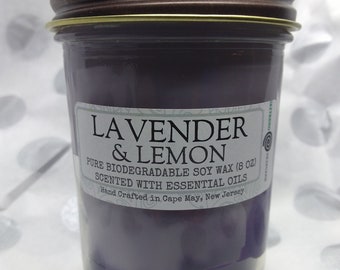 LAVENDER
& LEMON
PURE BIODEGRADABLE SOY WAX (8 OZ)
SCENTED WITH ESSENTIAL OILS
Hand Crafted in Cape May, New Jersey